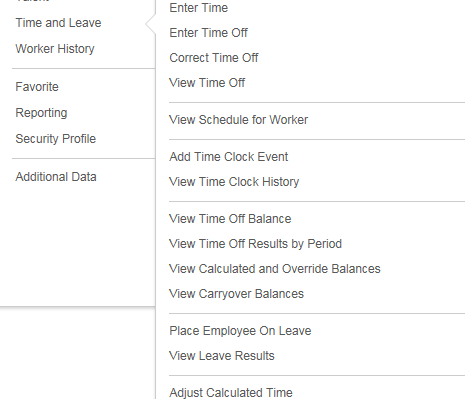 Time and Leave
Worker History
Favorite
Reporting
Security Profile
Additional Data
Enter Time
Enter Time Off
Correct Time Off
View Time Off
View Schedule for Worker
Add Time Clock Event
View Time Clock History
View Time Off Balance
View Time Off Results by Period
View Calculated and Override Balances
View Carryover Balances
Place Employee On Leave
View Leave Results
Adjust Calculated Time